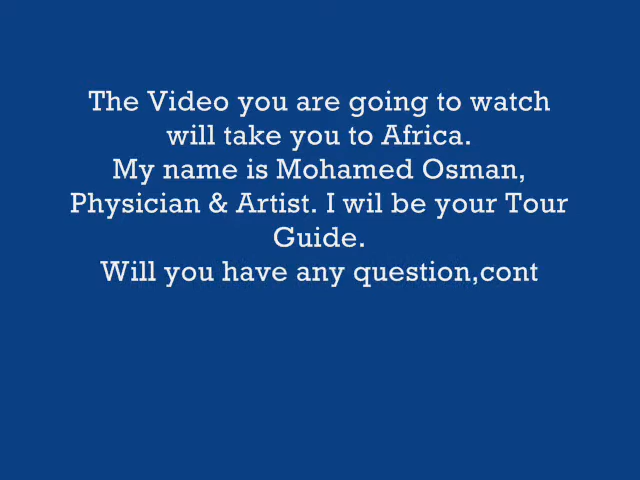 The Video you are going to watch
will take you to Africa.
My name is Mohamed Osman,
Physician & Artist. I wil be your Tour
Guide.
Will you have any question,cont